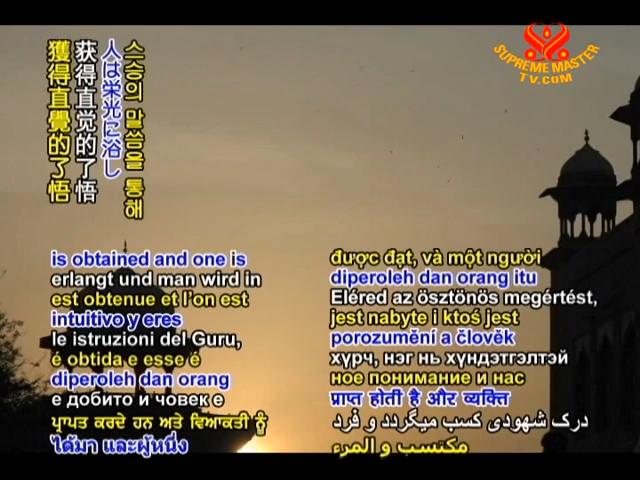 SUPREME MASTER
TV.COM
스승의 말씀을 통해
人は栄光に浴し
获得直觉的了悟
獲得直覺的了悟
is obtained and one is
erlangt und man wird in
est obtenue et l'on est
intuitivo y eres
le istruzioni del Guru,
é obtida e esse é
diperoleh dan orang
е добито и човек е
ਪ੍ਰਾਪਤ ਕਰਦੇ ਹਨ ਅਤੇ ਵਿਆਕਤੀ ਨੂੰ
ได้มา และผู้หนึ่ง
được đạt, và một người
diperoleh dan orang itu
Eléred az ösztönös megértést,
jest nabyte i ktoś jest
porozumění a člověk
хүрч, нэг нь хүндэтгэлтэй
ное понимание и нас
प्राप्त होती है और व्यक्ति
درک شهودی کسب میگردد و فرد
مكتسب و المرء